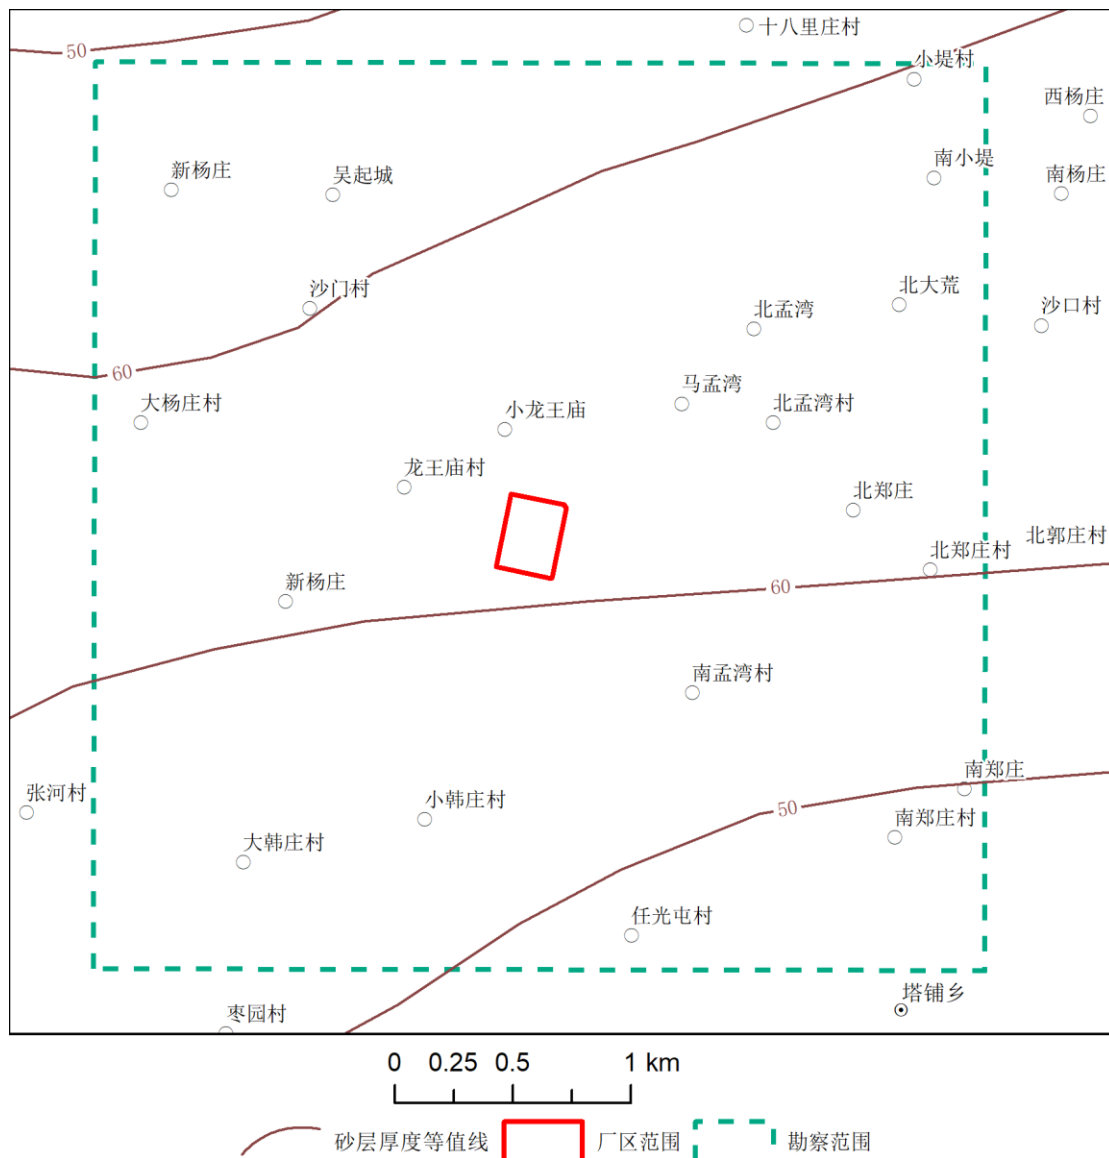 十八里庄村
50
小堤村
西杨庄
新杨庄
吴起城
南小堤
南杨庄
沙门村
北大荒
北孟湾
沙口村
60
马孟湾
大杨庄村
小龙王庙
北孟湾村
龙王庙村
北郑庄
北郭庄村
北郑庄村
新杨庄
60
南孟湾村
南郑庄
张河村
小韩庄村
50
南郑庄村
大韩庄村
任光屯村
塔铺乡
枣园村
0 0.25 0.5 1 km
砂层厚度等值线 厂区范围 勘察范围